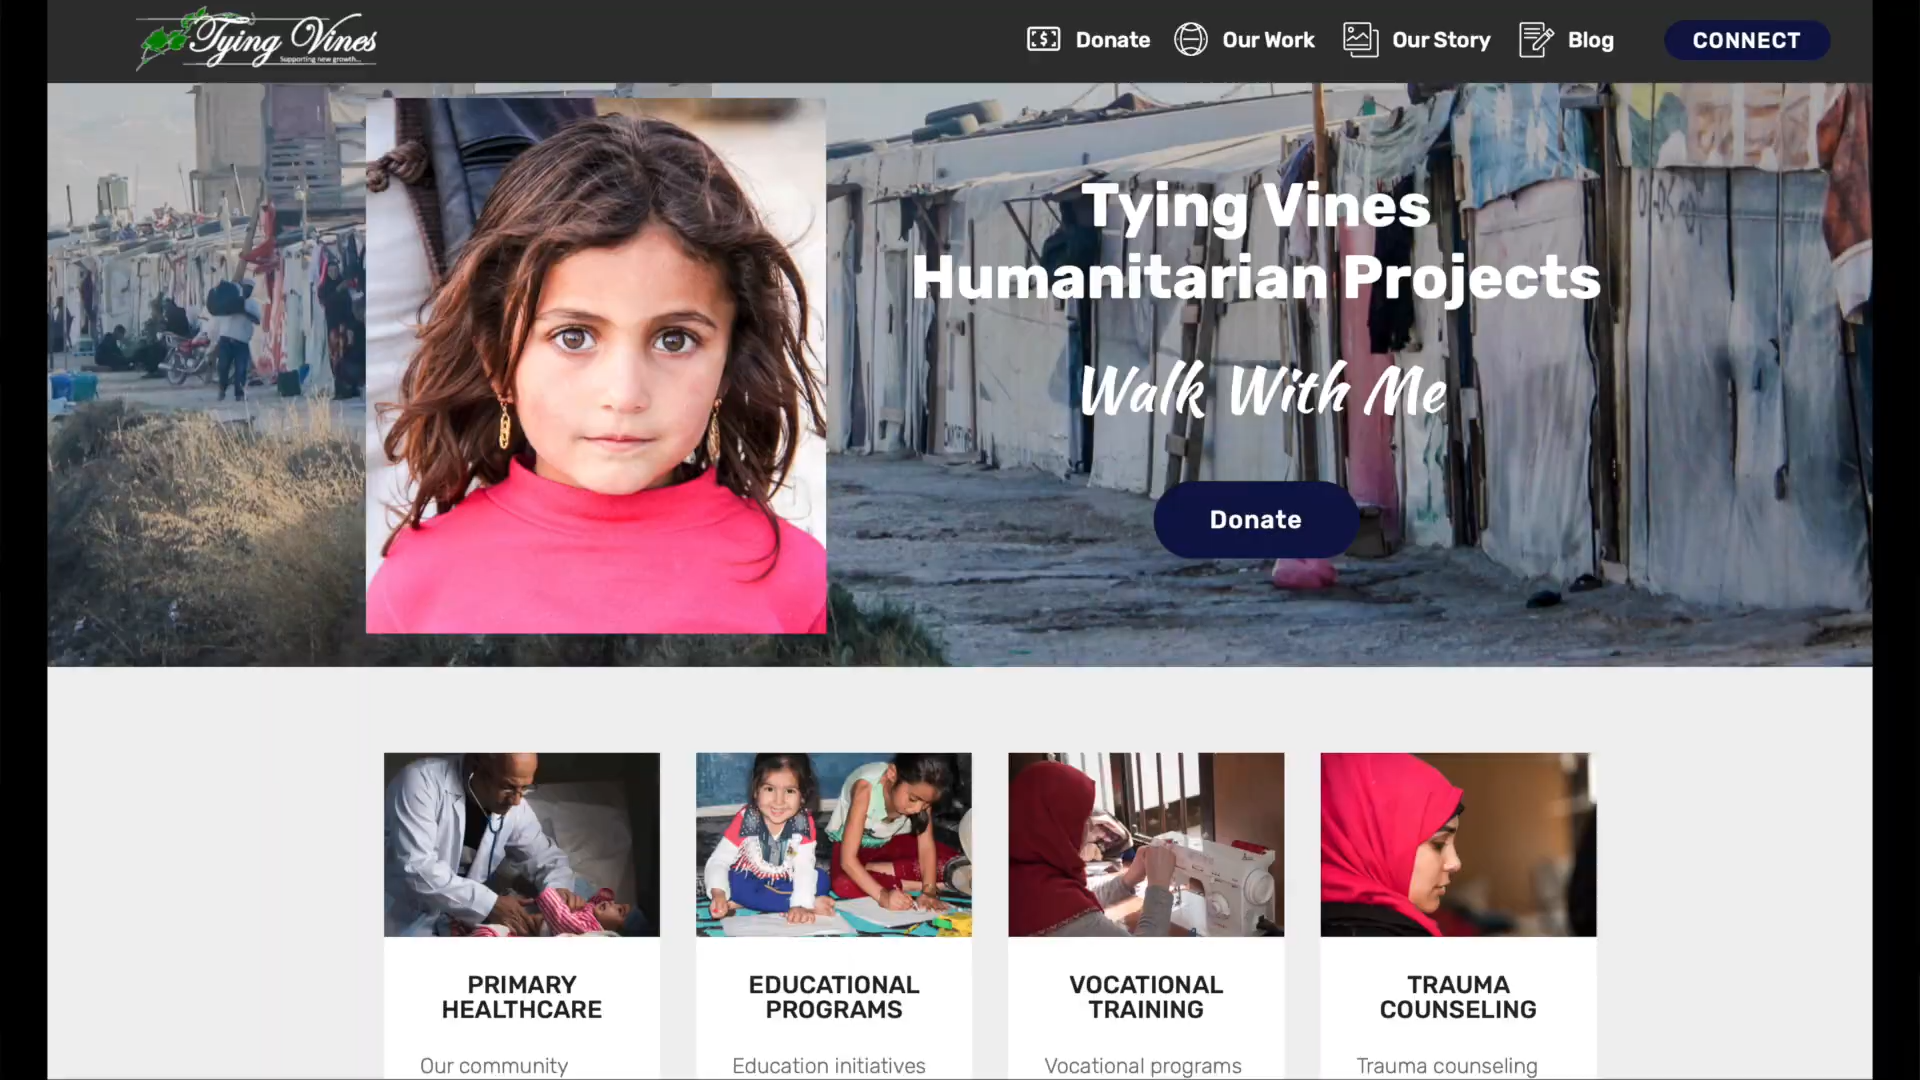 Tying Vines
Supporting new growth...
Donate
Our Work
Our Story
Blog
CONNECT
Tying Vines
Humanitarian Projects
Walk With Me
Donate
PRIMARY
HEALTHCARE
EDUCATIONAL
PROGRAMS
VOCATIONAL
TRAINING
TRAUMA
COUNSELING
Our community
Education initiatives
Vocational programs
Trauma counseling